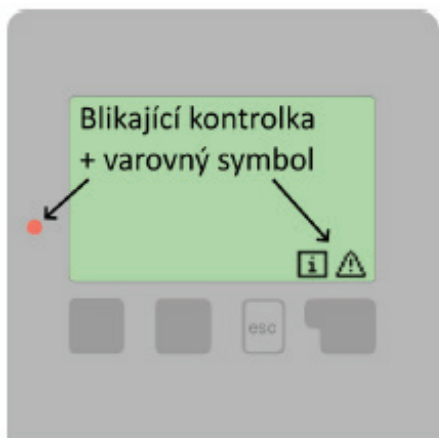 Blikající kontrolka
+ varovný symbol
i
esc